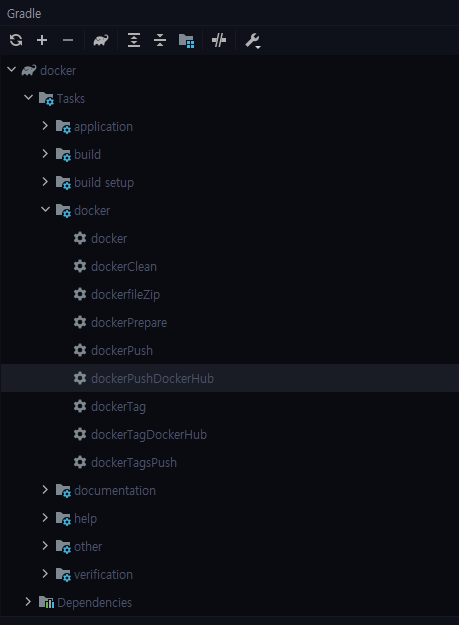 Gradle
docker
Tasks
application
build
build setup
docker
docker
dockerClean
dockerfileZip
dockerPrepare
dockerPush
dockerPushDockerHub
dockerTag
dockerTagDockerHub
dockerTagsPush
documentation
help
other
verification
Dependencies